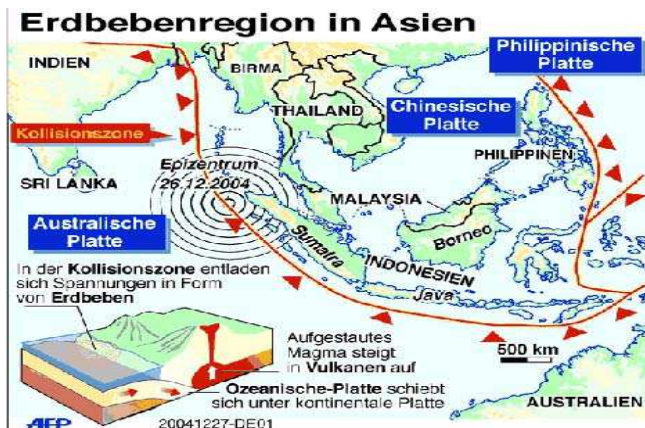 Erdbebenregion in Asien
INDIEN
BIRMA
Philippinische
Platte
THAILAND
Chinesische
Platte
Kollisionszone
Epizentrum
26.12.2004
PHILIPPINEN
SRI LANKA
MALAYSIA
Australische
Platte
Borneo
Sumatra
INDONESIEN
In der Kollisionszone entladen
sich Spannungen in Form
von Erdbeben
Java
Aufgestautes
Magma steigt
in Vulkanen auf
500 km
Ozeanische-Platte schiebt
sich unter kontinentale Platte
AUSTRALIEN
AFP
20041227-DE01